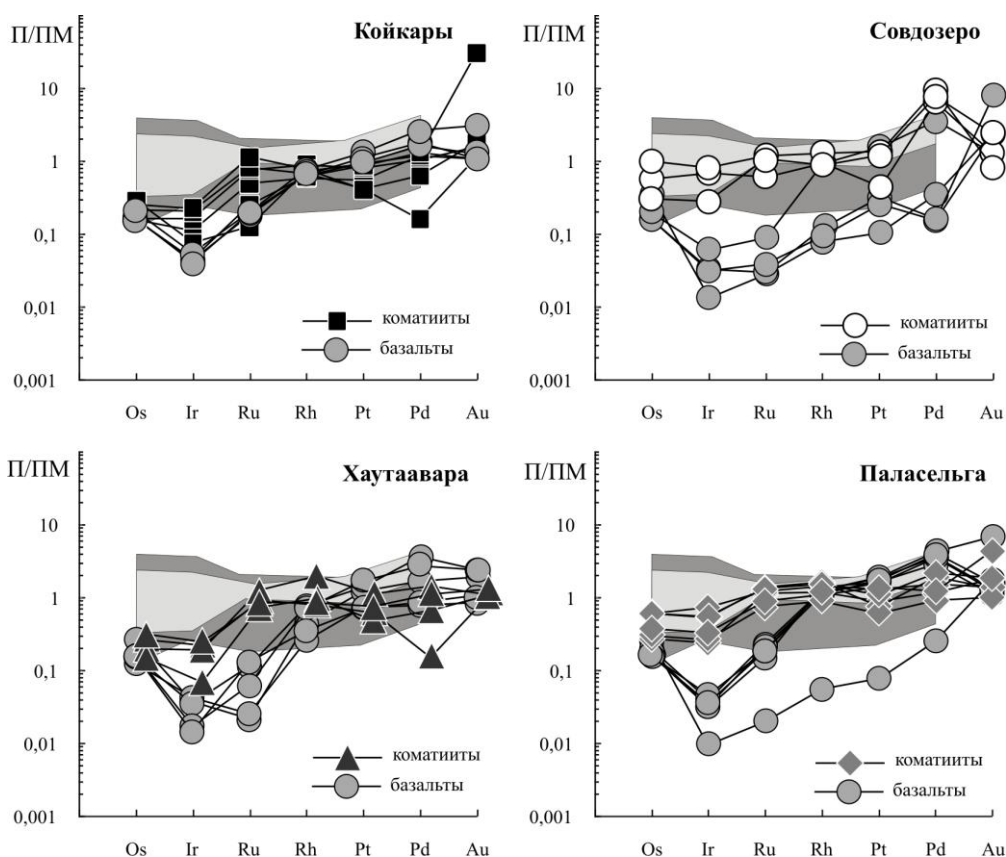 П/ПМ
Койкары
10
1
0,1
0,01
0,001
коматииты
базальты
Os Ir Ru Rh Pt Pd Au
П/ПМ
Совдозеро
10
1
0,1
0,01
0,001
коматииты
базальты
Os Ir Ru Rh Pt Pd Au
П/ПМ
Хаутаавара
10
1
0,1
0,01
0,001
коматииты
базальты
Os Ir Ru Rh Pt Pd Au
П/ПМ
Паласельга
10
1
0,1
0,01
0,001
коматииты
базальты
Os Ir Ru Rh Pt Pd Au